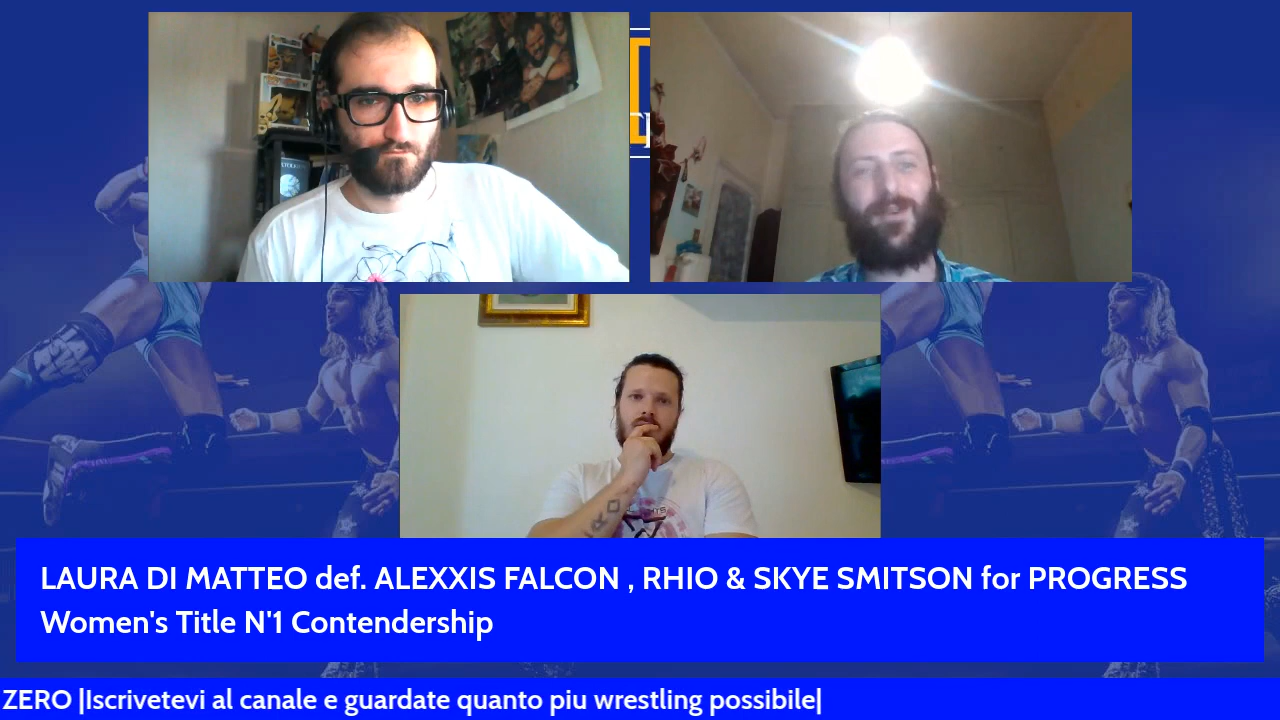 LAURA DI MATTEO def. ALEXXIS FALCON , RHIO & SKYE SMITSON for PROGRESS
Women's Title N'1 Contendership
ZERO |Iscrivetevi al canale e guardate quanto piu wrestling possibile|